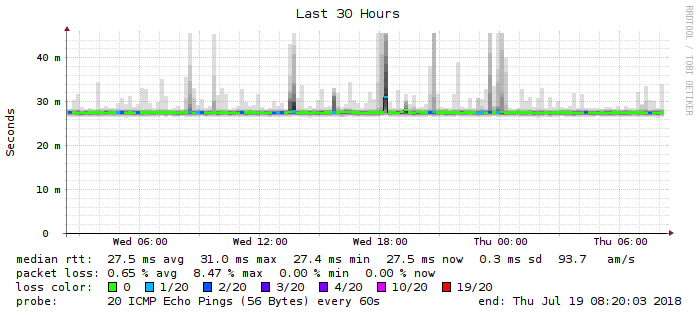 Last 30 Hours
RRDTOOL / TOBI OETIKER
Seconds
40 m
30 m
20 m
10 m
0
Wed 06:00 Wed 12:00 Wed 18:00 Thu 00:00 Thu 06:00
median rtt: 27.5 ms avg 31.0 ms max 27.4 ms min 27.5 ms now 0.3 ms sd 93.7 am/s
packet loss: 0.65 % avg 8.47 % max 0.00 % min 0.00 % now
loss color: 0 1/20 2/20 3/20 4/20 10/20 19/20
probe: 20 ICMP Echo Pings (56 Bytes) every 60s end: Thu Jul 19 08:20:03 2018